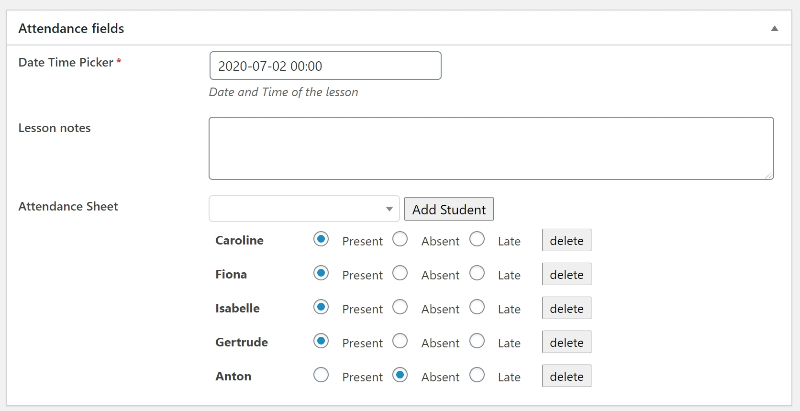 Attendance fields
Date Time Picker *
2020-07-02 00:00
Date and Time of the lesson
Lesson notes
Attendance Sheet
Add Student
Caroline Present Absent Late delete
Fiona Present Absent Late delete
Isabelle Present Absent Late delete
Gertrude Present Absent Late delete
Anton Present Absent Late delete